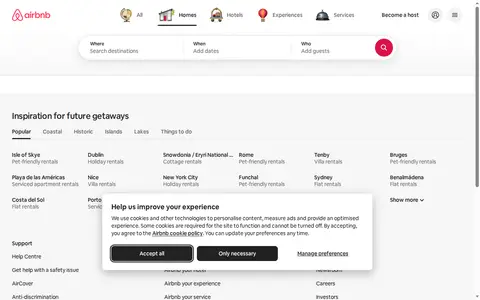 airbnb
All
Homes
Hotels
Experiences
Services
Become a host
Where
Search destinations
When
Add dates
Who
Add guests
Inspiration for future getaways
Popular Coastal Historic Islands Lakes Things to do
Isle of Skye
Pet-friendly rentals
Dublin
Holiday rentals
Snowdonia / Eryri National ...
Cottage rentals
Rome
Pet-friendly rentals
Tenby
Villa rentals
Bruges
Pet-friendly rentals
Playa de las Américas
Serviced apartment rentals
Nice
Villa rentals
New York City
Holiday rentals
Funchal
Pet-friendly rentals
Sydney
Flat rentals
Benalmádena
Flat rentals
Costa del Sol
Flat rentals
Porto
Show more
Help us improve your experience
We use cookies and other technologies to personalise content, measure ads and provide an optimised
experience. Some cookies are required for the site to function and cannot be turned off. By accepting,
you agree to the Airbnb cookie policy. You can update your preferences any time.
Accept all
Only necessary
Manage preferences
Support
Help Centre
Get help with a safety issue
AirCover
Anti-discrimination
Airbnb your hotel
Airbnb your experience
Airbnb your service
Newsroom
Careers
Investors